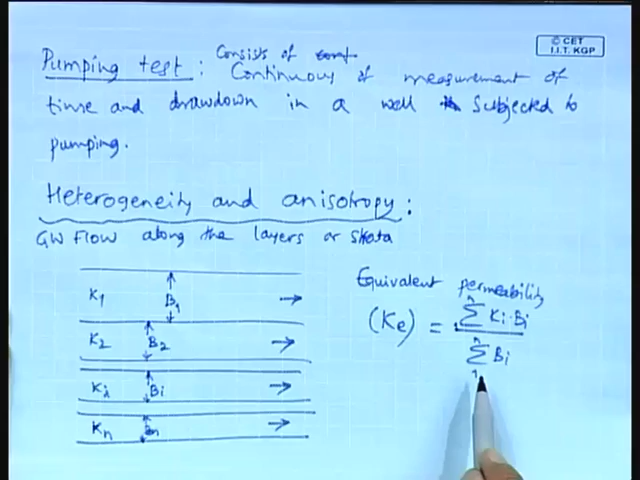 © CET
I.I.T. KGP
Pumping test : Consists of
Continuous of measurement of
time and drawdown in a well subjected to
pumping.
Heterogeneity and anisotropy :
GW Flow along the layers or strata
Equivalent permeability
(Ke) = n Σ Ki·Bi
n Σ 1 Bi
K1 B1
K2 B2
Ki Bi
Kn Bn